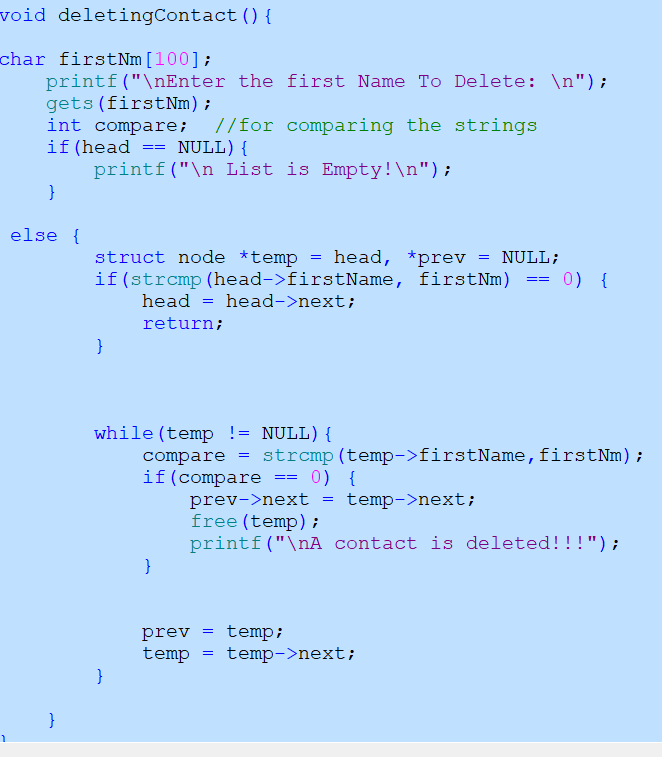 void deletingContact(){
char firstNm[100];
printf("\nEnter the first Name To Delete: \n");
gets(firstNm);
int compare;  //for comparing the strings
if(head == NULL){
printf("\n List is Empty!\n");
}
else {
struct node *temp = head, *prev = NULL;
if(strcmp(head->firstName, firstNm) == 0) {
head = head->next;
return;
}
while(temp != NULL){
compare = strcmp(temp->firstName,firstNm);
if(compare == 0) {
prev->next = temp->next;
free(temp);
printf("\nA contact is deleted!!!");
}
prev = temp;
temp = temp->next;
}
}
}